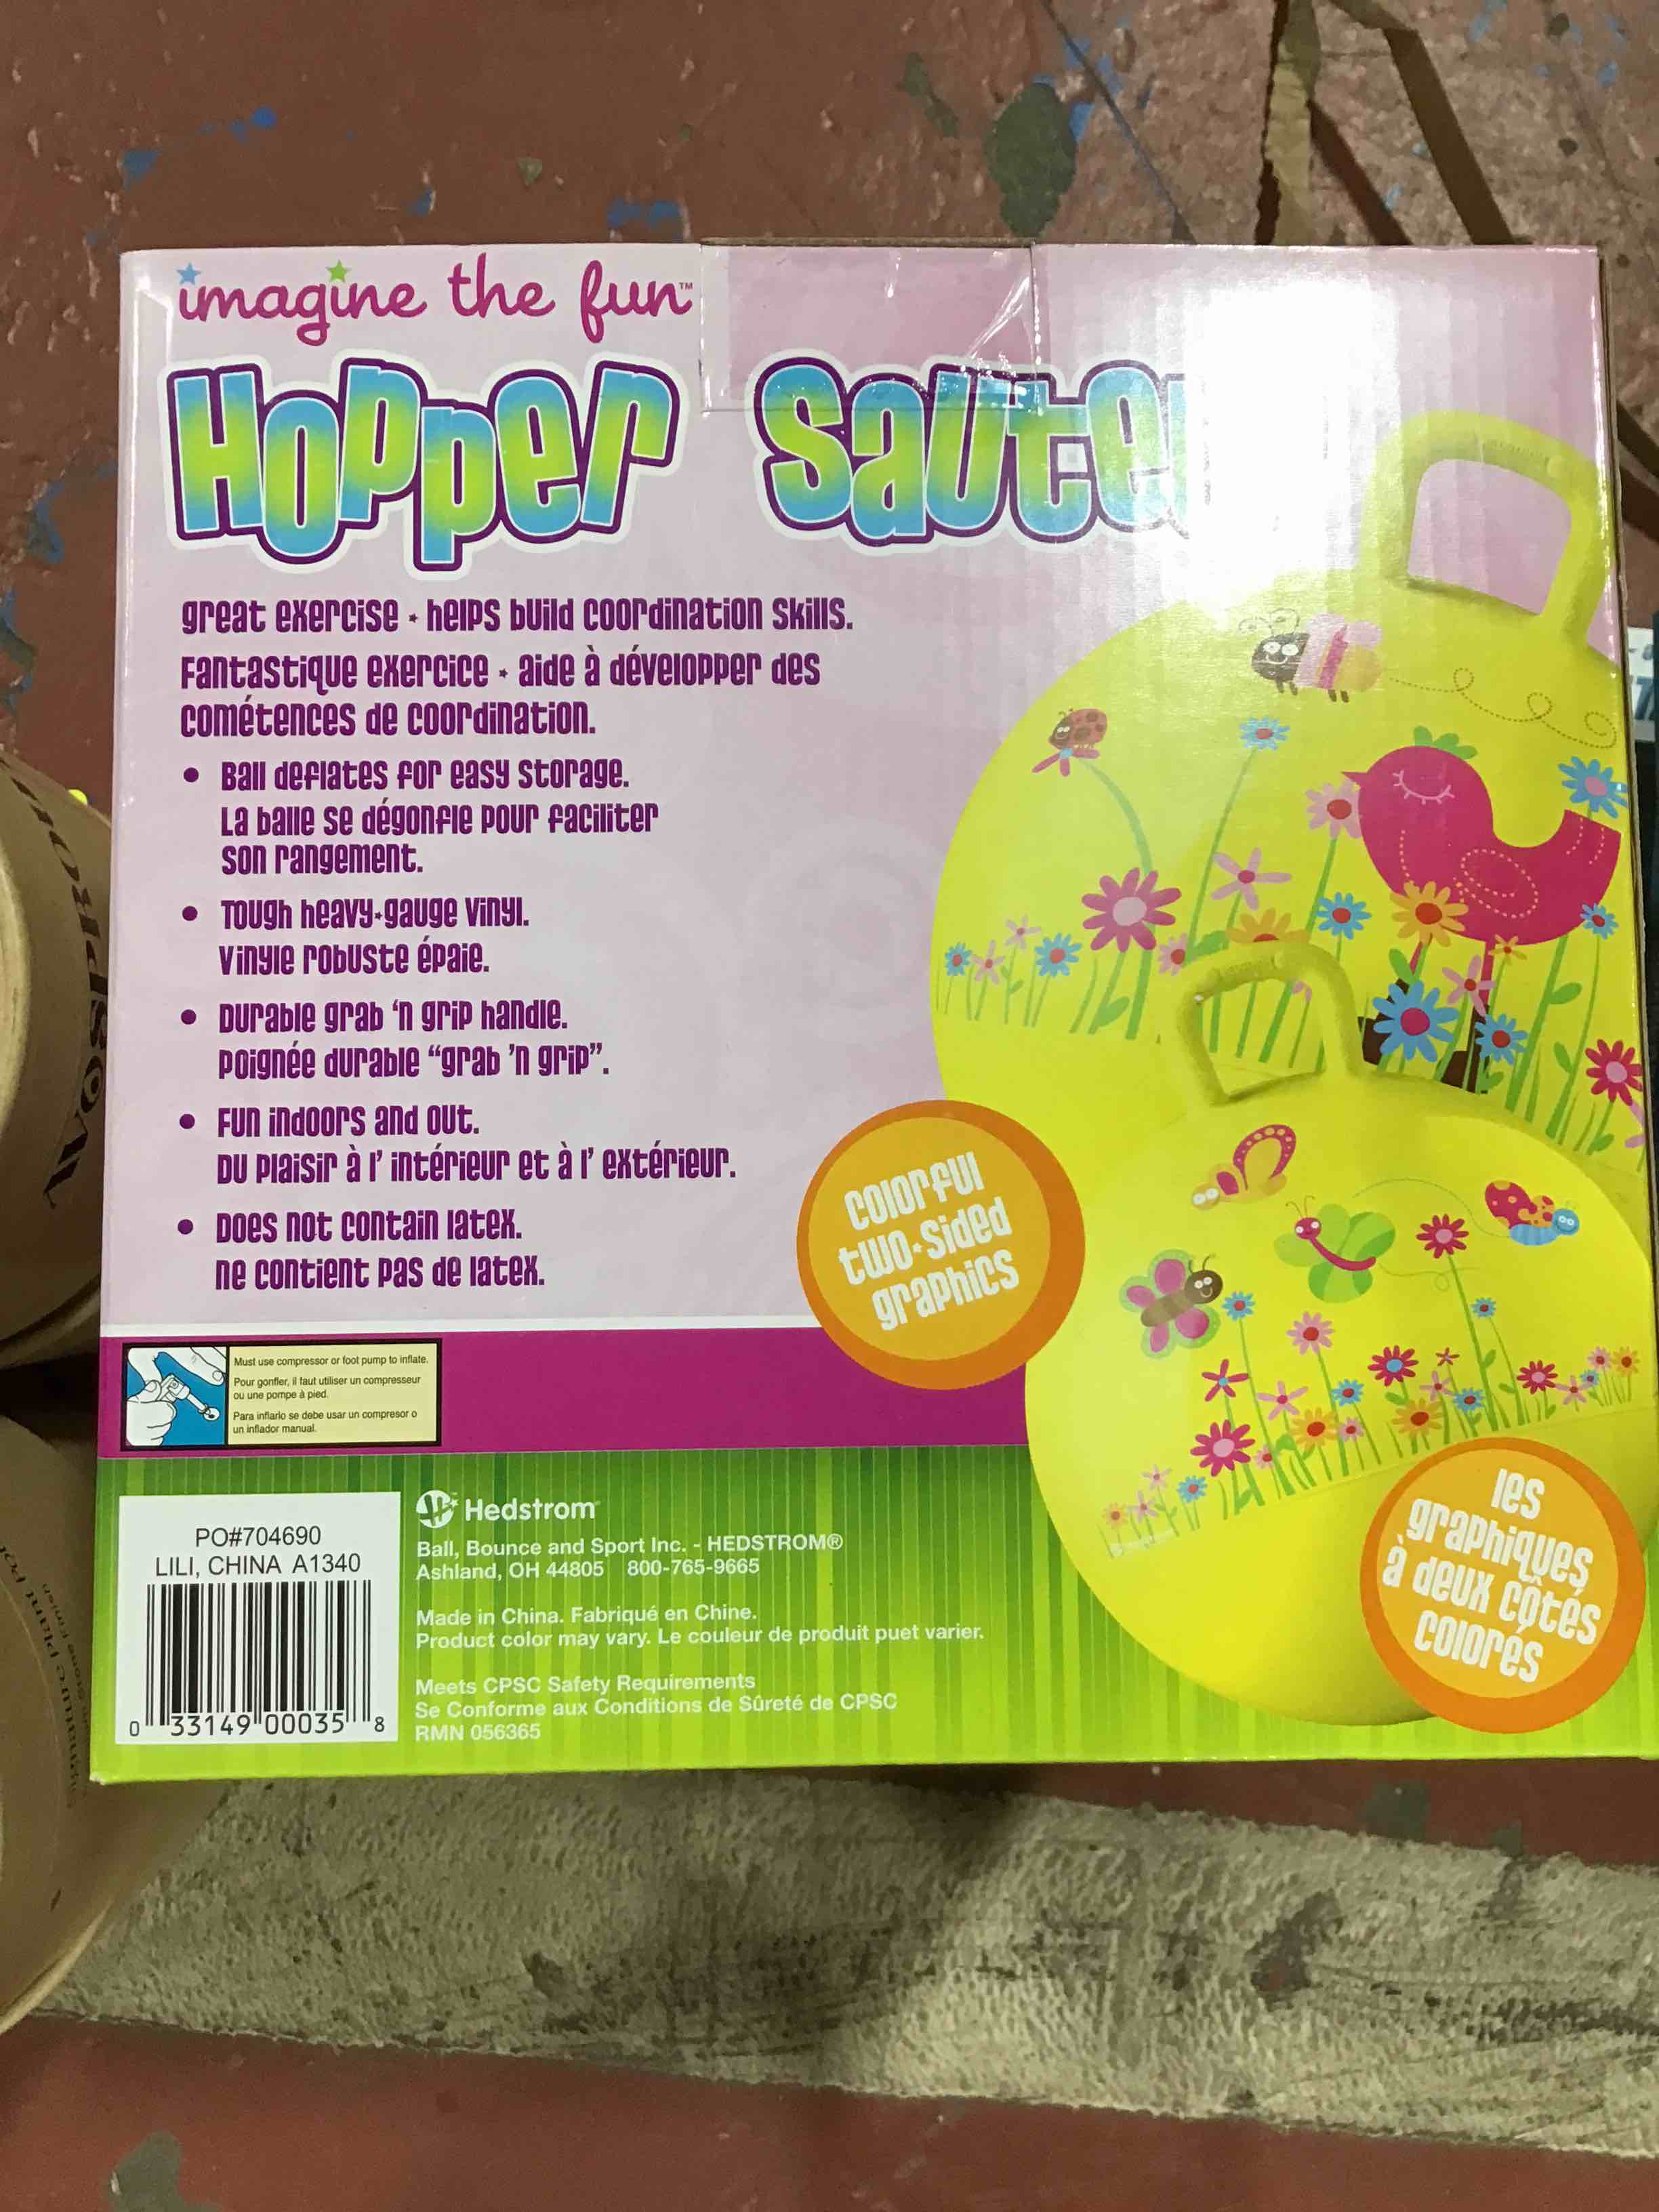 imagine the fun™
Hopper Saute
great exercise • helps build coordination skills.
Fantastique exercice • aide à développer des
cométences de coordination.
• Ball deflates for easy storage.
La balle se dégonfle pour faciliter
son rangement.
• Tough heavy-gauge vinyl.
Vinyle robuste épaie.
• Durable grab 'n grip handle.
Poignée durable "grab 'n grip".
• Fun indoors and out.
Du plaisir à l' intérieur et à l' extérieur.
• Does not contain latex.
ne contient pas de latex.
colorful
two-sided
graphics
Must use compressor or foot pump to inflate.
Pour gonfler, il faut utiliser un compresseur
ou une pompe à pied.
Para inflarlo se debe usar un compresor o
un inflador manual.
les
graphiques
à deux côtés
colorés
PO#704690
LILI, CHINA A1340
0 33149 00035 8
Hedstrom
Ball, Bounce and Sport Inc. - HEDSTROM®
Ashland, OH 44805 800-765-9665
Made in China. Fabriqué en Chine.
Product color may vary. Le couleur de produit puet varier.
Meets CPSC Safety Requirements
Se Conforme aux Conditions de Sûreté de CPSC
RMN 056365